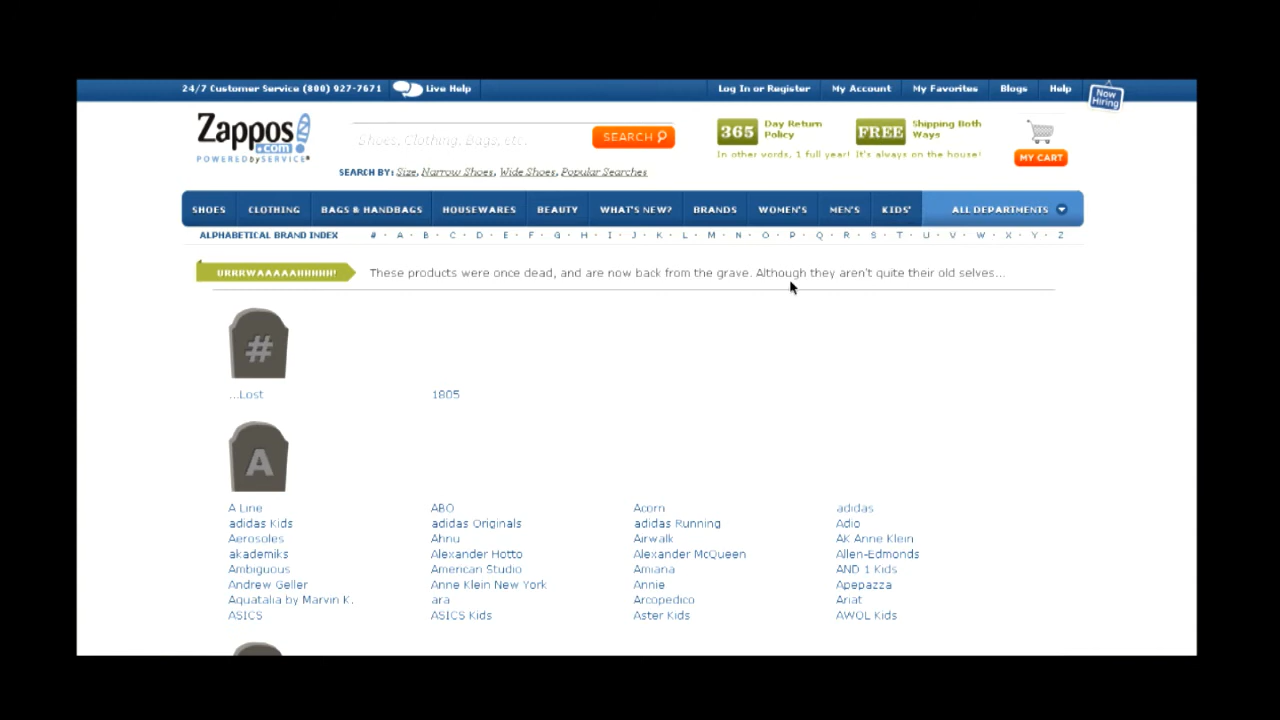 24/7 Customer Service (800) 927-7671 Live Help Log In or Register My Account My Favorites Blogs Help Now Hiring
Zappos.com
POWERED by SERVICE®
Shoes, Clothing, Bags, etc. SEARCH
365 Day Return Policy FREE Shipping Both Ways
In other words, 1 full year! It's always on the house!
MY CART
SEARCH BY: Size, Narrow Shoes, Wide Shoes, Popular Searches
SHOES CLOTHING BAGS & HANDBAGS HOUSEWARES BEAUTY WHAT'S NEW? BRANDS WOMEN'S MEN'S KIDS' ALL DEPARTMENTS
ALPHABETICAL BRAND INDEX # · A · B · C · D · E · F · G · H · I · J · K · L · M · N · O · P · Q · R · S · T · U · V · W · X · Y · Z
URRRWAAAAAHHHHH! These products were once dead, and are now back from the grave. Although they aren't quite their old selves...
#
...Lost 1805
A
A Line ABO Acorn adidas
adidas Kids adidas Originals adidas Running Adio
Aerosoles Ahnu Airwalk AK Anne Klein
akademiks Alexander Hotto Alexander McQueen Allen-Edmonds
Ambiguous American Studio Amiana AND 1 Kids
Andrew Geller Anne Klein New York Annie Apepazza
Aquatalia by Marvin K. ara Arcopedico Ariat
ASICS ASICS Kids Aster Kids AWOL Kids